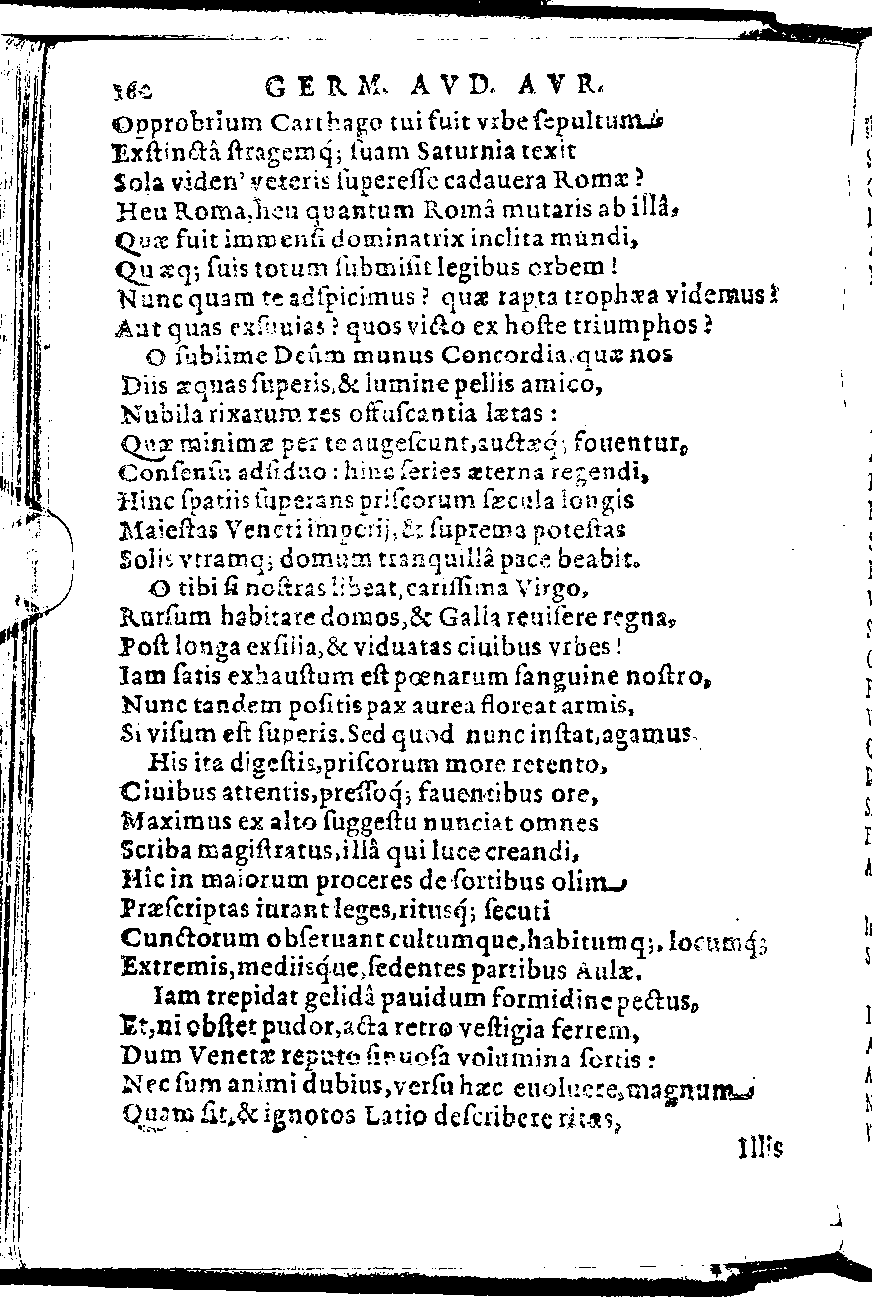 160 GERM. AVD. AVR.
Opprobrium Carthago tui fuit vrbe ſepultum
Exſtinctâ ſtragemq́; ſuam Saturnia texit
Sola viden' veteris ſupereſſe cadauera Romæ?
Heu Roma, heu quantum Româ mutaris ab illâ,
Quæ fuit immenſi dominatrix inclita mundi,
Quæq; ſuis totum ſubmiſit legibus orbem!
Nunc quam te adſpicimus? quæ rapta trophæa videmus?
Aut quas exſuuias? quos victo ex hoſte triumphos?
O ſublime Deûm munus Concordia, quæ nos
Diis æquas ſuperis, & lumine pellis amico,
Nubila rixarum res offuſcantia lætas:
Quæ minimæ per te augeſcunt, auctæq́; fouentur,
Conſenſu adſiduo: hinc ſeries æterna regendi,
Hinc ſpatiis ſuperans priſcorum ſæcula longis
Maieſtas Veneti imperij, & ſuprema poteſtas
Solis vtramq; domum tranquillâ pace beabit.
O tibi ſi noſtras libeat, cariſſima Virgo,
Rurſum habitare domos, & Galla reuiſere regna,
Poſt longa exſilia, & viduatas ciuibus vrbes!
Iam ſatis exhauſtum eſt pœnarum ſanguine noſtro,
Nunc tandem poſitis pax aurea floreat armis,
Si viſum eſt ſuperis. Sed quod nunc inſtat, agamus.
His ita digeſtis, priſcorum more retento,
Ciuibus attentis, preſſoq́; fauentibus ore,
Maximus ex alto ſuggeſtu nunciat omnes
Scriba magiſtratus, illâ qui luce creandi,
Hîc in maiorum proceres de ſortibus olim
Præſcriptas iurant leges, ritusq́; ſecuti
Cunctorum obſeruant cultumque, habitumq;, locumq́;
Extremis, mediisq́ue, ſedentes partibus Aulæ.
Iam trepidat gelidâ pauidum formidine pectus,
Et, ni obſtet pudor, acta retro veſtigia ferrem,
Dum Venetæ reputo ſinuoſa volumina ſortis:
Nec ſum animi dubius, verſu hæc euoluere, magnum
Quam ſit, & ignotos Latio deſcribere ritus,
Illis